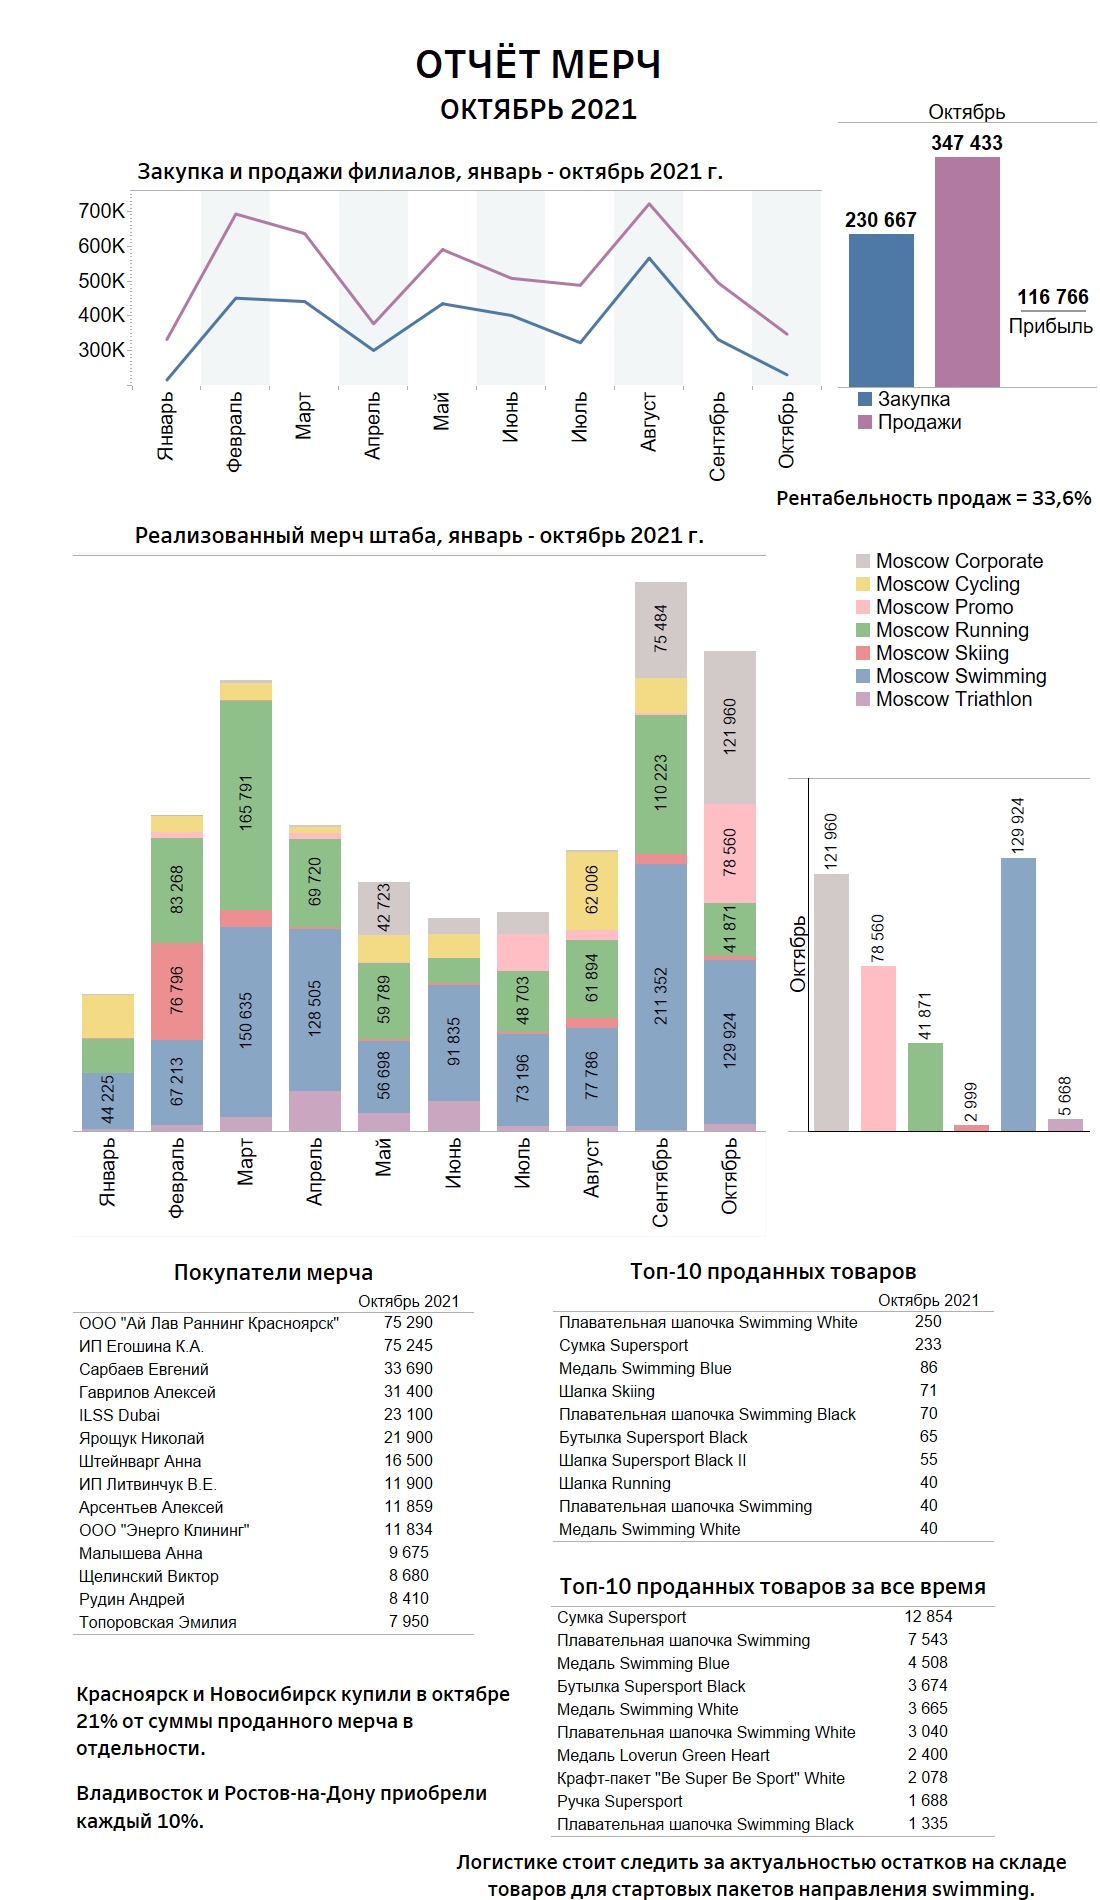 ОТЧЁТ МЕРЧ
ОКТЯБРЬ 2021
Закупка и продажи филиалов, январь - октябрь 2021 г.
700K
600K
500K
400K
300K
Январь
Февраль
Март
Апрель
Май
Июнь
Июль
Август
Сентябрь
Октябрь
Октябрь
347 433
230 667
116 766
Прибыль
Закупка
Продажи
Рентабельность продаж = 33,6%
Реализованный мерч штаба, январь - октябрь 2021 г.
Moscow Corporate
Moscow Cycling
Moscow Promo
Moscow Running
Moscow Skiing
Moscow Swimming
Moscow Triathlon
44 225
83 268
76 796
67 213
165 791
150 635
69 720
128 505
42 723
59 789
56 698
91 835
48 703
73 196
62 006
61 894
77 786
75 484
110 223
211 352
121 960
78 560
41 871
129 924
Январь
Февраль
Март
Апрель
Май
Июнь
Июль
Август
Сентябрь
Октябрь
Октябрь
121 960
78 560
41 871
2 999
129 924
5 668
Покупатели мерча
Октябрь 2021
ООО "Ай Лав Раннинг Красноярск" 75 290
ИП Егошина К.А. 75 245
Сарбаев Евгений 33 690
Гаврилов Алексей 31 400
ILSS Dubai 23 100
Ярощук Николай 21 900
Штейнварг Анна 16 500
ИП Литвинчук В.Е. 11 900
Арсентьев Алексей 11 859
ООО "Энерго Клининг" 11 834
Малышева Анна 9 675
Щелинский Виктор 8 680
Рудин Андрей 8 410
Топоровская Эмилия 7 950
Красноярск и Новосибирск купили в октябре
21% от суммы проданного мерча в
отдельности.
Владивосток и Ростов-на-Дону приобрели
каждый 10%.
Топ-10 проданных товаров
Октябрь 2021
Плавательная шапочка Swimming White 250
Сумка Supersport 233
Медаль Swimming Blue 86
Шапка Skiing 71
Плавательная шапочка Swimming Black 70
Бутылка Supersport Black 65
Шапка Supersport Black II 55
Шапка Running 40
Плавательная шапочка Swimming 40
Медаль Swimming White 40
Топ-10 проданных товаров за все время
Сумка Supersport 12 854
Плавательная шапочка Swimming 7 543
Медаль Swimming Blue 4 508
Бутылка Supersport Black 3 674
Медаль Swimming White 3 665
Плавательная шапочка Swimming White 3 040
Медаль Loverun Green Heart 2 400
Крафт-пакет "Be Super Be Sport" White 2 078
Ручка Supersport 1 688
Плавательная шапочка Swimming Black 1 335
Логистике стоит следить за актуальностью остатков на складе
товаров для стартовых пакетов направления swimming.